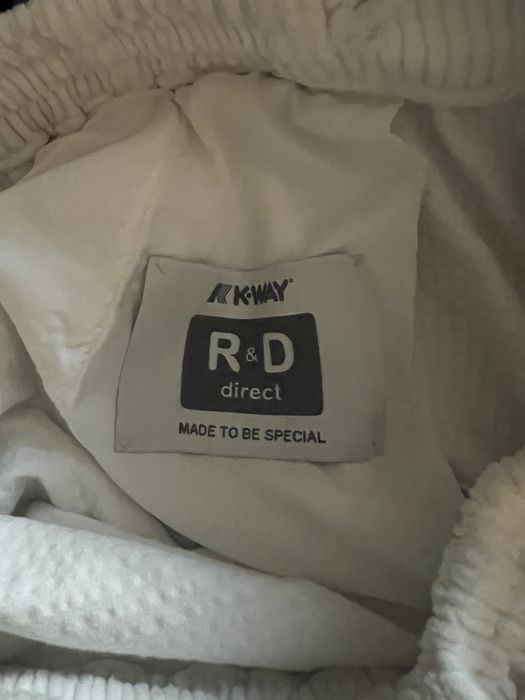 K-WAY®
R&D
direct
MADE TO BE SPECIAL